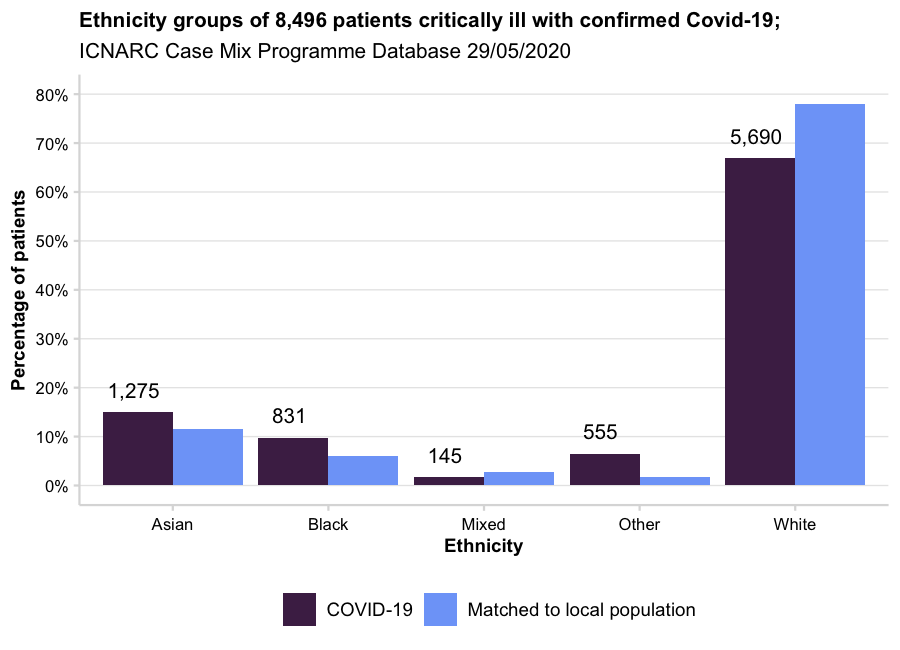 Ethnicity groups of 8,496 patients critically ill with confirmed Covid-19;
ICNARC Case Mix Programme Database 29/05/2020
Percentage of patients
80%
70%
60%
50%
40%
30%
20%
10%
0%
1,275
831
145
555
5,690
Asian
Black
Mixed
Other
White
Ethnicity
COVID-19
Matched to local population